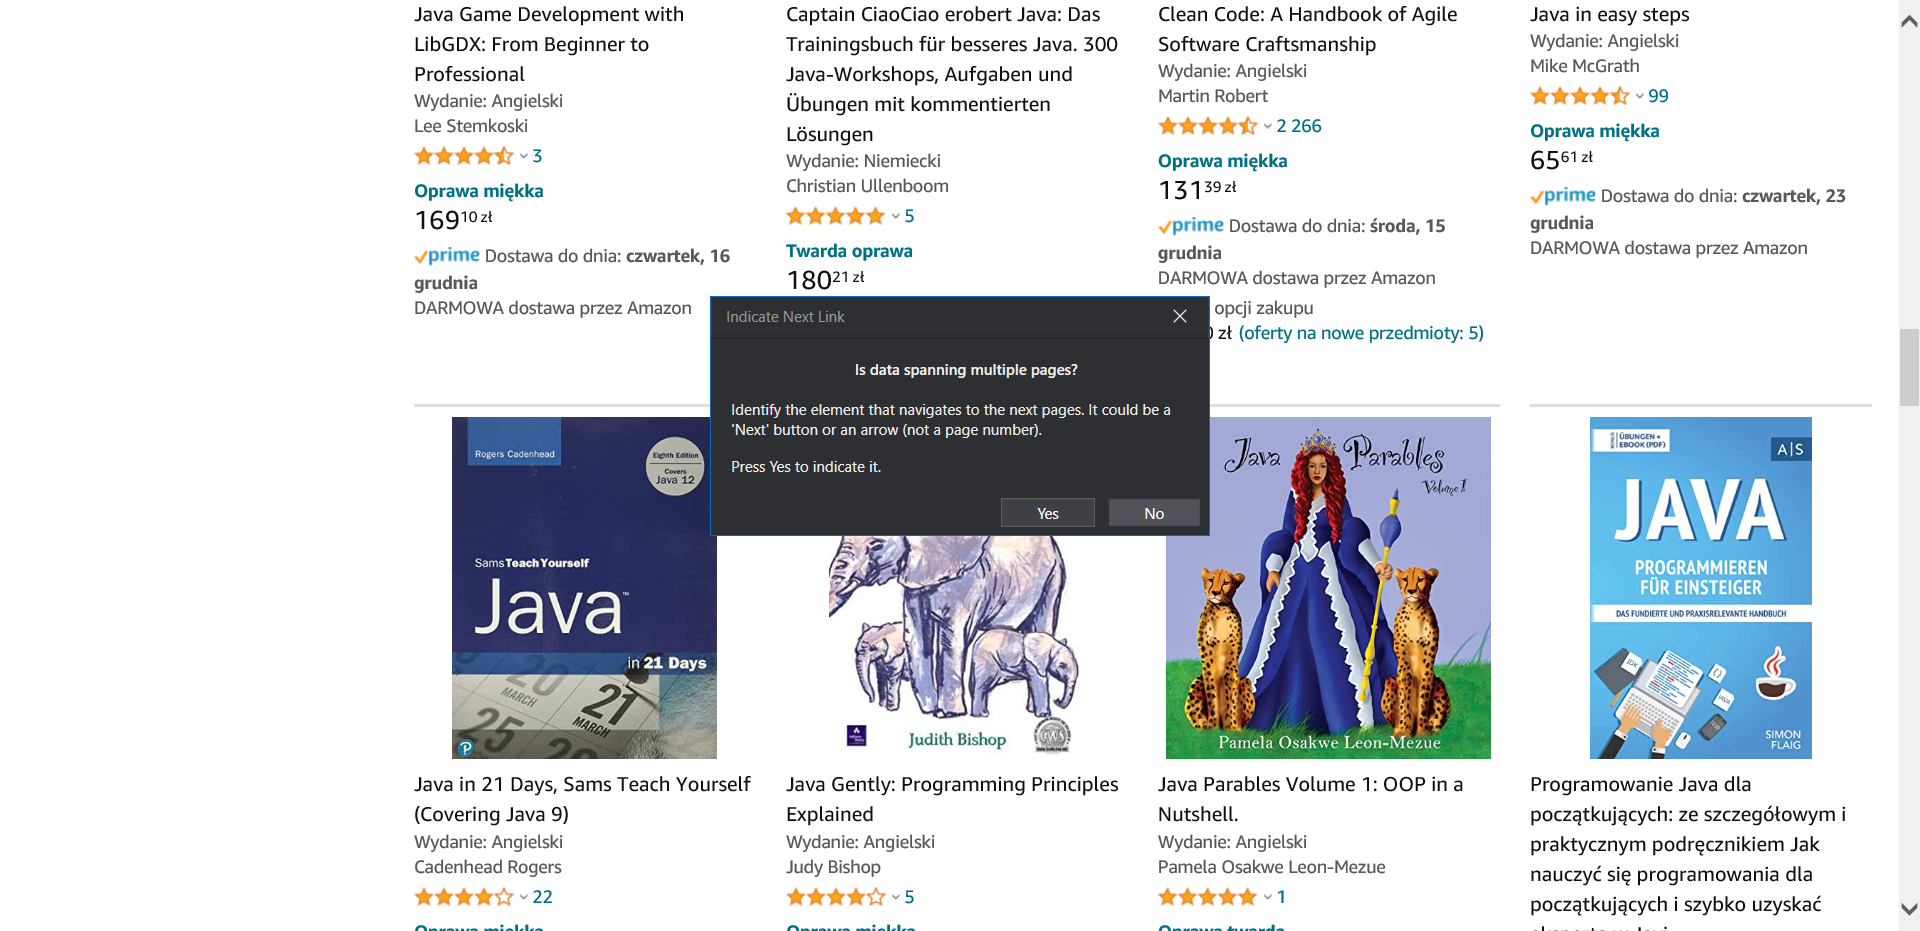 Java Game Development with
LibGDX: From Beginner to
Professional
Wydanie: Angielski
Lee Stemkoski
3
Oprawa miękka
169 10 zł
prime Dostawa do dnia: czwartek, 16
grudnia
DARMOWA dostawa przez Amazon
Captain CiaoCiao erobert Java: Das
Trainingsbuch für besseres Java. 300
Java-Workshops, Aufgaben und
Übungen mit kommentierten
Lösungen
Wydanie: Niemiecki
Christian Ullenboom
5
Twarda oprawa
180 21 zł
Clean Code: A Handbook of Agile
Software Craftsmanship
Wydanie: Angielski
Martin Robert
2 266
Oprawa miękka
131 39 zł
prime Dostawa do dnia: środa, 15
grudnia
DARMOWA dostawa przez Amazon
opcji zakupu
zł (oferty na nowe przedmioty: 5)
Java in easy steps
Wydanie: Angielski
Mike McGrath
99
Oprawa miękka
65 61 zł
prime Dostawa do dnia: czwartek, 23
grudnia
DARMOWA dostawa przez Amazon
Indicate Next Link
Is data spanning multiple pages?
Identify the element that navigates to the next pages. It could be a
'Next' button or an arrow (not a page number).
Press Yes to indicate it.
Yes
No
Rogers Cadenhead
Eighth Edition
Covers
Java 12
Sams Teach Yourself
Java™
in 21 Days
20
MARCH
21
MARCH
25
26
Judith Bishop
Java Parables
Volume 1
Pamela Osakwe Leon-Mezue
BONUS
ÜBUNGEN +
EBOOK (PDF)
A|S
JAVA
PROGRAMMIEREN
FÜR EINSTEIGER
DAS FUNDIERTE UND PRAXISRELEVANTE HANDBUCH
JDK
JAVA
SIMON
FLAIG
Java in 21 Days, Sams Teach Yourself
(Covering Java 9)
Wydanie: Angielski
Cadenhead Rogers
22
Oprawa miękka
Java Gently: Programming Principles
Explained
Wydanie: Angielski
Judy Bishop
5
Oprawa miękka
Java Parables Volume 1: OOP in a
Nutshell.
Wydanie: Angielski
Pamela Osakwe Leon-Mezue
1
Oprawa twarda
Programowanie Java dla
początkujących: ze szczegółowym i
praktycznym podręcznikiem Jak
nauczyć się programowania dla
początkujących i szybko uzyskać